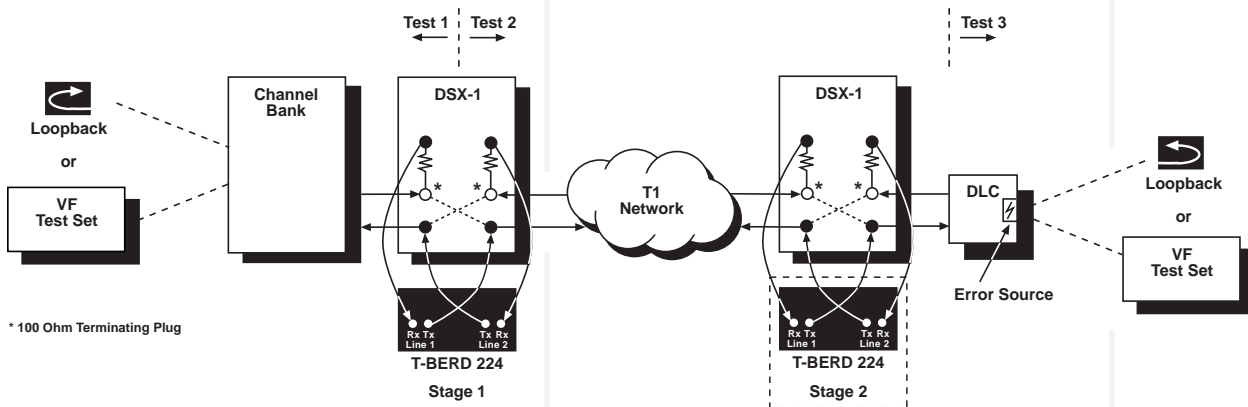 Test 1
Test 2
Test 3
Loopback
or
VF
Test Set
Channel
Bank
DSX-1
*
*
T1
Network
DSX-1
*
*
DLC
Error Source
Loopback
or
VF
Test Set
* 100 Ohm Terminating Plug
Rx Tx
Line 1
Tx Rx
Line 2
T-BERD 224
Stage 1
Rx Tx
Line 1
Tx Rx
Line 2
T-BERD 224
Stage 2